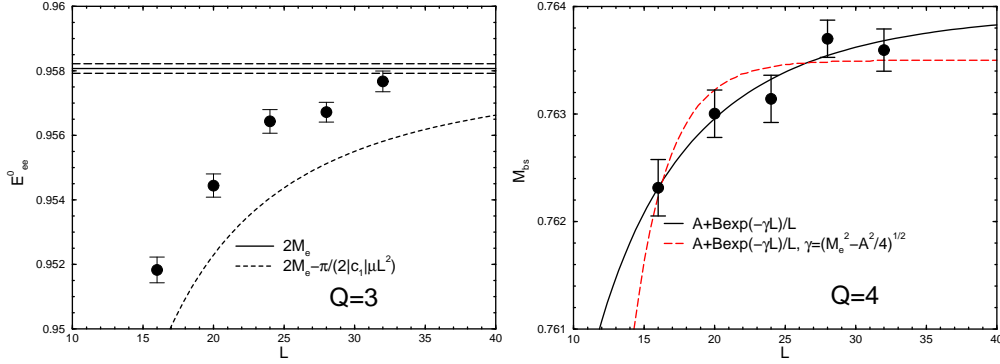 0.96
0.958
0.956
0.954
0.952
0.95
E⁰ₑₑ
2Mₑ
2Mₑ−π/(2|c₁|μL²)
Q=3
10 15 20 25 30 35 40
L
0.764
0.763
0.762
0.761
M_bs
A+Bexp(−γL)/L
A+Bexp(−γL)/L, γ=(Mₑ²−A²/4)^1/2
Q=4
10 15 20 25 30 35 40
L